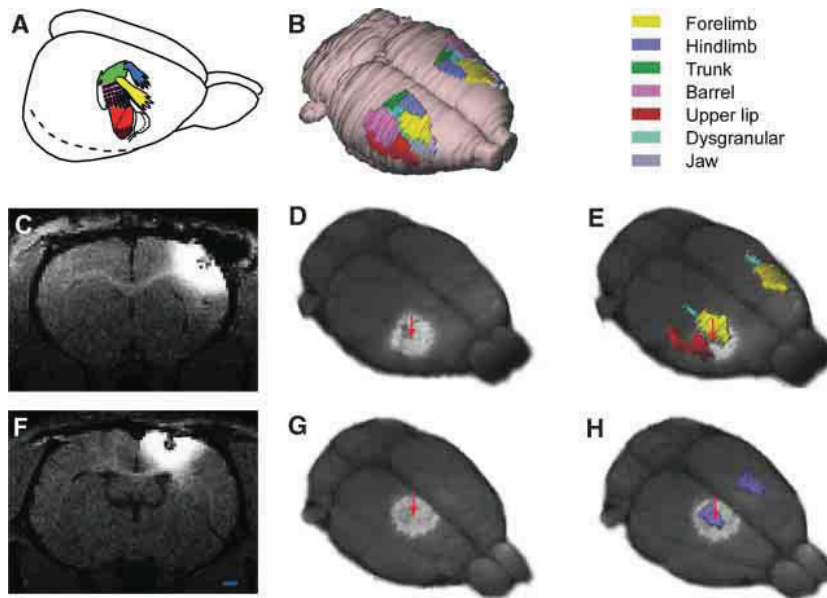 A
B
Forelimb
Hindlimb
Trunk
Barrel
Upper lip
Dysgranular
Jaw
C
D
E
F
G
H